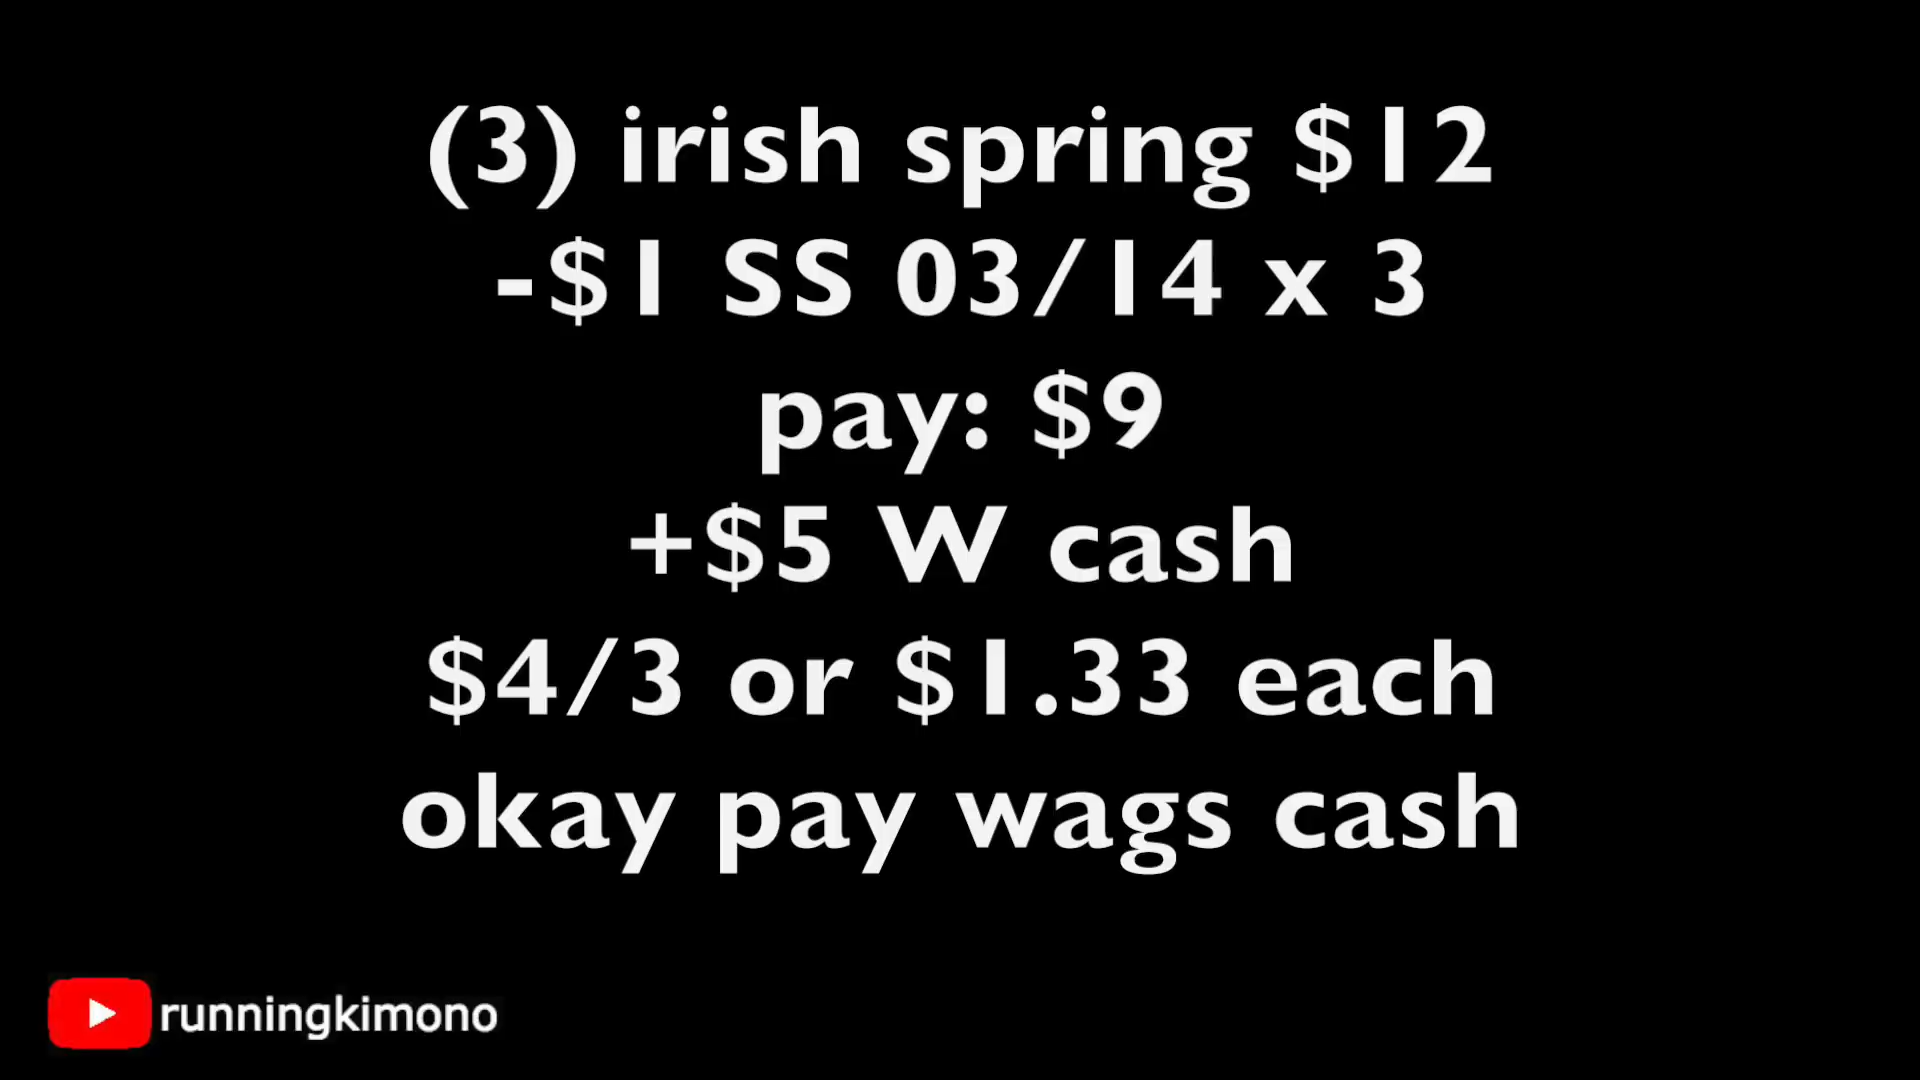 (3) irish spring $12
-$1 SS 03/14 x 3
pay: $9
+$5 W cash
$4/3 or $1.33 each
okay pay wags cash
runningkimono